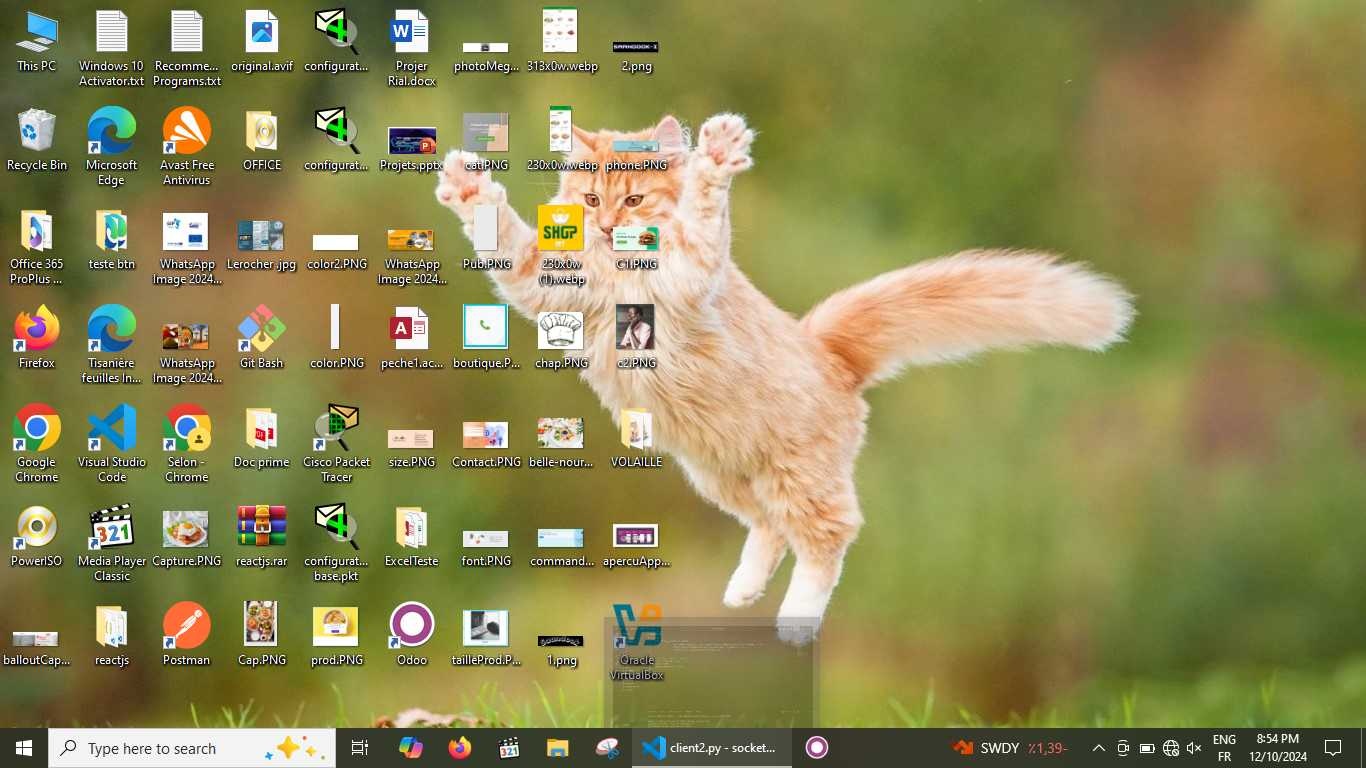 This PC
Windows 10
Activator.txt
Recomme...
Programs.txt
original.avif
configurat...
Projer
Rial.docx
photoMeg...
313x0w.webp
2.png
Recycle Bin
Microsoft
Edge
Avast Free
Antivirus
OFFICE
configurat...
Projets.pptx
cat.PNG
230x0w.webp
phone.PNG
Office 365
ProPlus ...
teste btn
WhatsApp
Image 2024...
Lerocher .jpg
color2.PNG
WhatsApp
Image 2024...
Pub.PNG
230x0w
(1).webp
C1.PNG
Firefox
Tisanière
feuilles In...
WhatsApp
Image 2024...
Git Bash
color.PNG
peche1.ac...
boutique.P...
chap.PNG
c2.PNG
Google
Chrome
Visual Studio
Code
Selon -
Chrome
Doc prime
Cisco Packet
Tracer
size.PNG
Contact.PNG
belle-nour...
VOLAILLE
PowerISO
Media Player
Classic
Capture.PNG
reactjs.rar
configurat...
base.pkt
ExcelTeste
font.PNG
command...
apercuApp...
balloutCap...
reactjs
Postman
Cap.PNG
prod.PNG
Odoo
tailleProd.P...
1.png
Oracle
VirtualBox
Type here to search
client2.py - socket...
SWDY
٪1,39-
ENG
FR
8:54 PM
12/10/2024